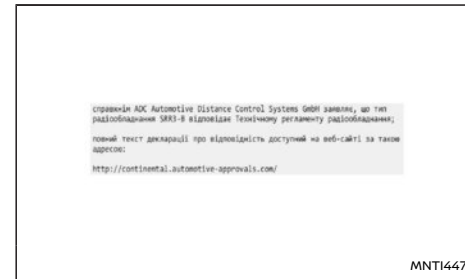 справжнім ADC Automotive Distance Control Systems GmbH заявляє, що тип
радіообладнання SRR3-B відповідає Технічному регламенту радіообладнання;
повний текст декларації про відповідність доступний на веб-сайті за такою
адресою:
http://continental.automotive-approvals.com/
MNTI447